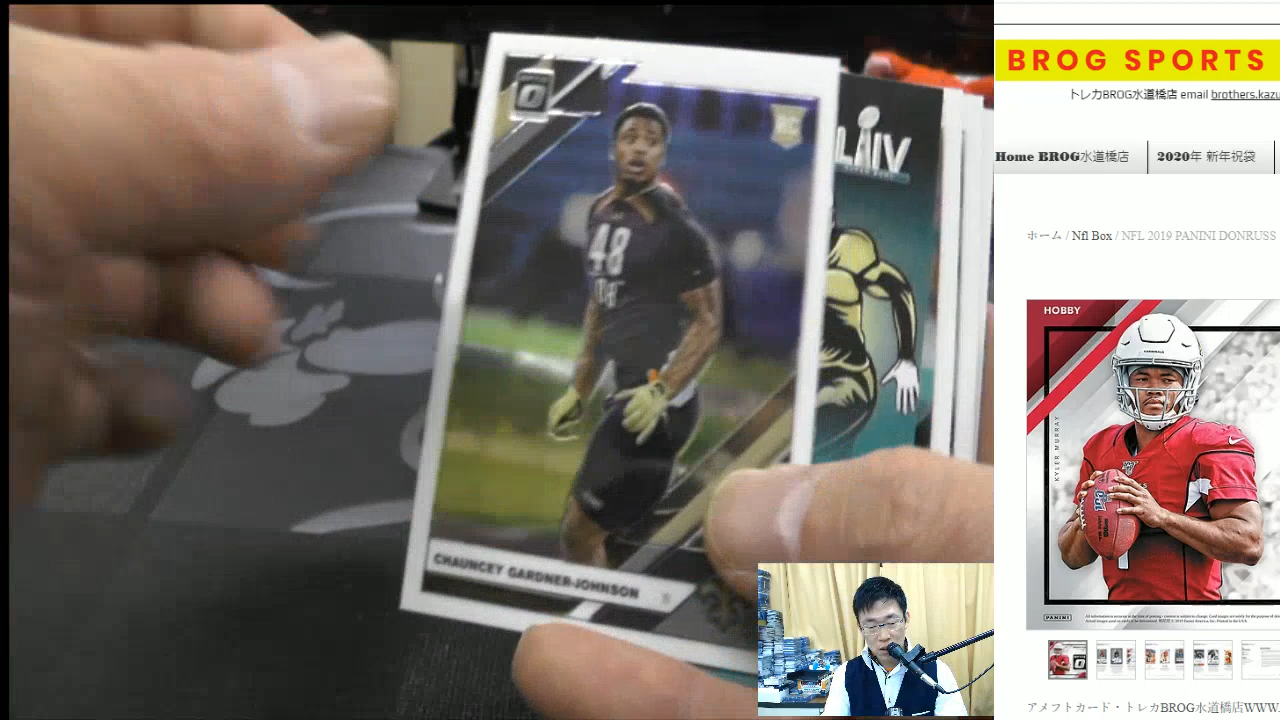 LIV
48
DB
CHAUNCEY GARDNER-JOHNSON
BROG SPORTS
トレカBROG水道橋店 email brothers.kazu
Home BROG水道橋店
2020年 新年祝袋
ホーム / Nfl Box / NFL 2019 PANINI DONRUSS
HOBBY
KYLER MURRAY
PANINI
アメフトカード・トレカBROG水道橋店WWW.